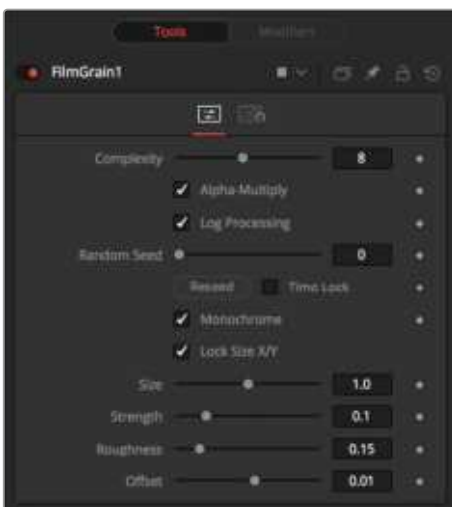 Tools Modifiers
FilmGrain1
Complexity 8
Alpha-Multiply
Log Processing
Random Seed 0
Reseed Time Lock
Monochrome
Lock Size X/Y
Size 1.0
Strength 0.1
Roughness 0.15
Offset 0.01